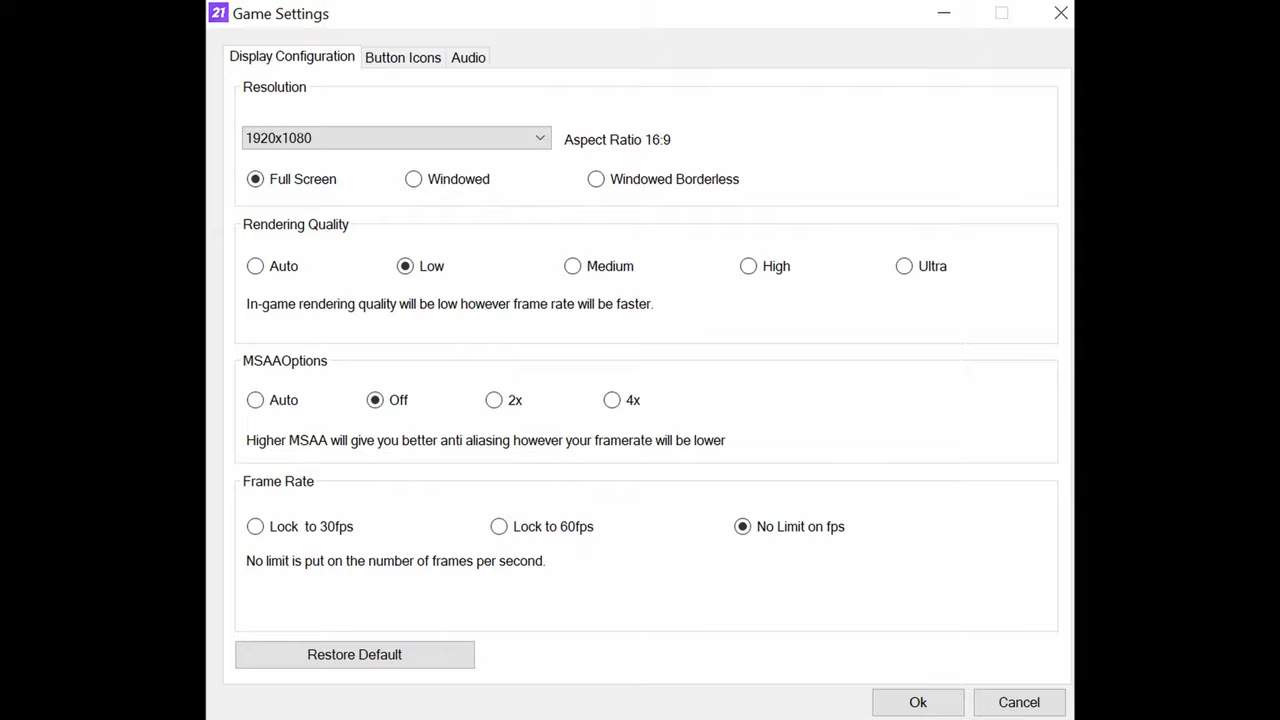 21 Game Settings
Display Configuration Button Icons Audio
Resolution
1920x1080 Aspect Ratio 16:9
Full Screen Windowed Windowed Borderless
Rendering Quality
Auto Low Medium High Ultra
In-game rendering quality will be low however frame rate will be faster.
MSAAOptions
Auto Off 2x 4x
Higher MSAA will give you better anti aliasing however your framerate will be lower
Frame Rate
Lock to 30fps Lock to 60fps No Limit on fps
No limit is put on the number of frames per second.
Restore Default
Ok Cancel